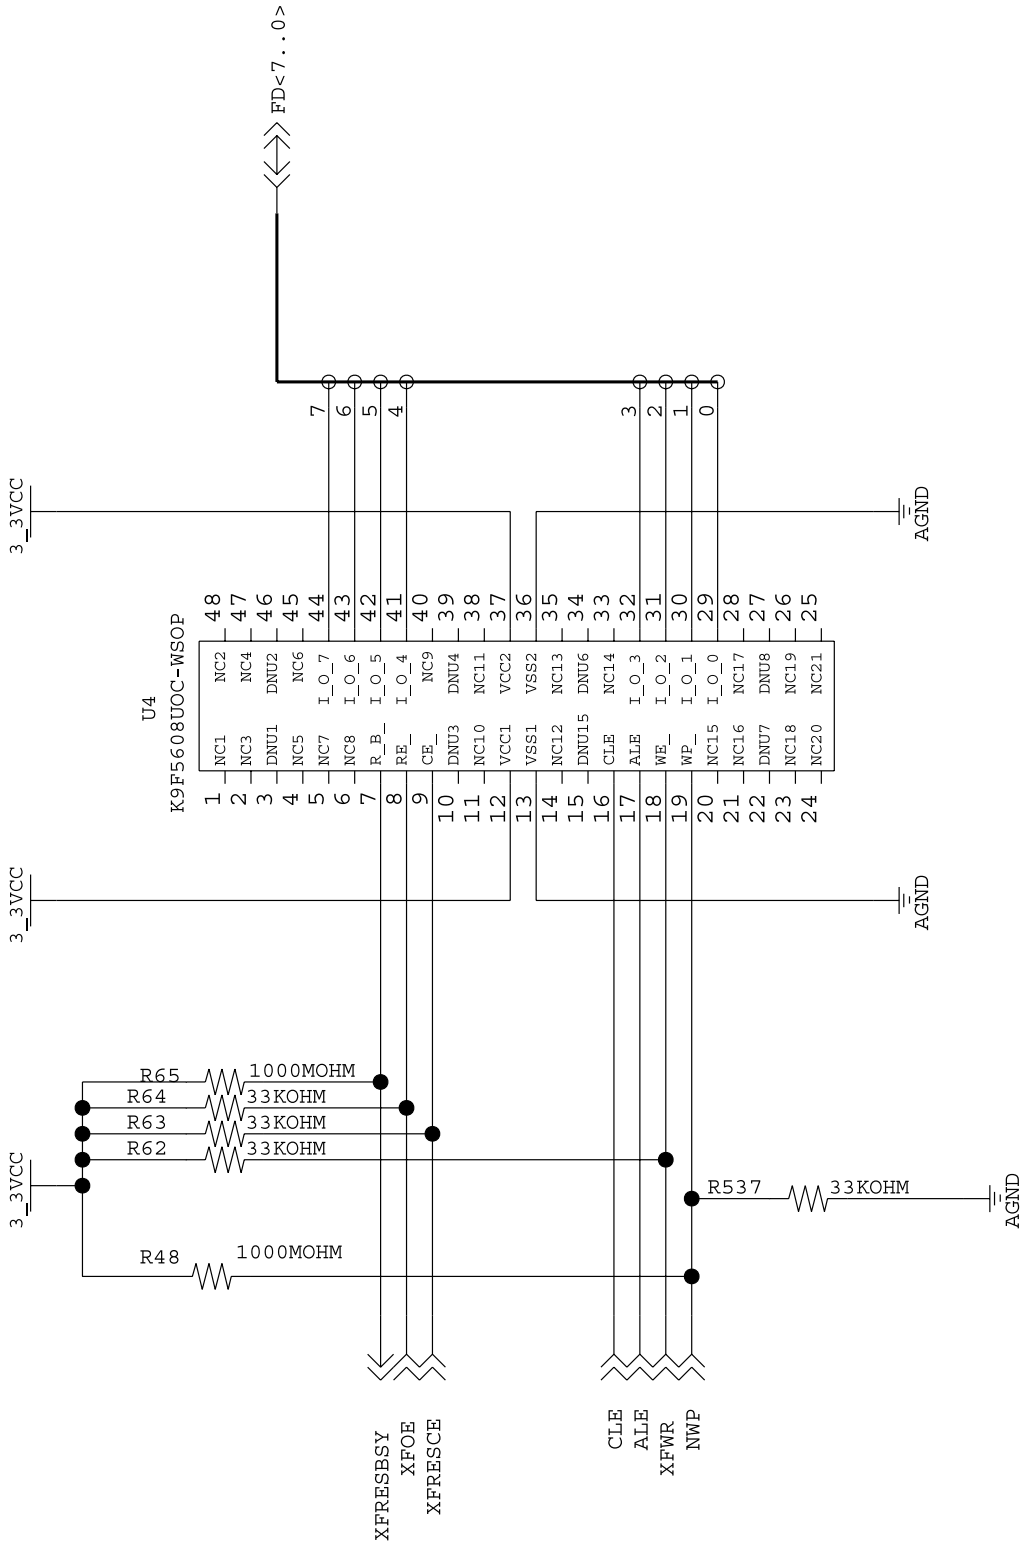 FD<7..0>
7
6
5
4
3
2
1
0
3_3VCC
AGND
U4
K9F5608UOC-WSOP
48
47
46
45
44
43
42
41
40
39
38
37
36
35
34
33
32
31
30
29
28
27
26
25
NC2
NC4
DNU2
NC6
I_O_7
I_O_6
I_O_5
I_O_4
NC9
DNU4
NC11
VCC2
VSS2
NC13
DNU6
NC14
I_O_3
I_O_2
I_O_1
I_O_0
NC17
DNU8
NC19
NC21
NC1
NC3
DNU1
NC5
NC7
NC8
R_B_
RE_
CE_
DNU3
NC10
VCC1
VSS1
NC12
DNU15
CLE
ALE
WE_
WP_
NC15
NC16
DNU7
NC18
NC20
1
2
3
4
5
6
7
8
9
10
11
12
13
14
15
16
17
18
19
20
21
22
23
24
3_3VCC
AGND
R65 1000MOHM
R64 33KOHM
R63 33KOHM
R62 33KOHM
3_3VCC
R537 33KOHM
AGND
R48 1000MOHM
XFRESBSY
XFOE
XFRESCE
CLE
ALE
XFWR
NWP